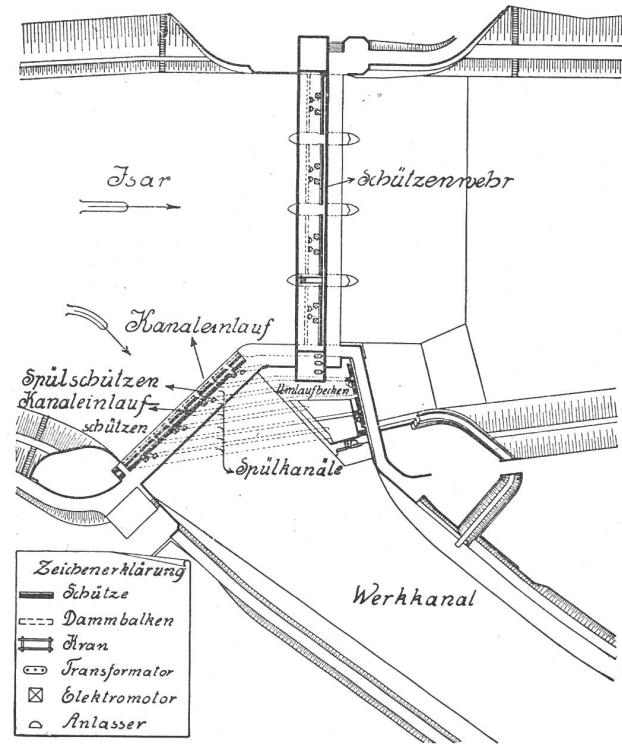 Isar
Schützenwehr
Kanaleinlauf
Spülschützen
Kanaleinlauf-
schützen
Umlaufbecken
Spülkanäle
Werkkanal
Zeichenerklärung
Schütze
Dammbalken
Kran
Transformator
Elektromotor
Anlasser